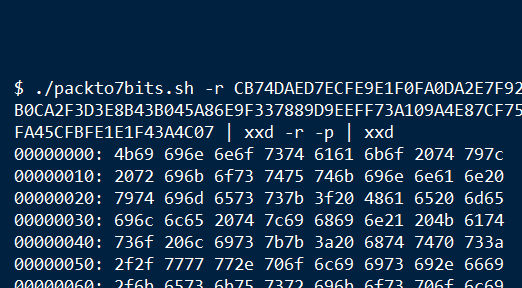 $ ./packto7bits.sh -r CB74DAED7ECFE9E1F0FA0DA2E7F92
B0CA2F3D3E8B43B045A86E9F337889D9EEFF73A109A4E87CF75
FA45CFBFE1E1F43A4C07 | xxd -r -p | xxd
00000000: 4b69 696e 6e6f 7374 6161 6b6f 2074 797c
00000010: 2072 696b 6f73 7475 746b 696e 6e61 6e20
00000020: 7974 696d 6573 737b 3f20 4861 6520 6d65
00000030: 696c 6c65 2074 7c69 6869 6e21 204b 6174
00000040: 736f 206c 6973 7b7b 3a20 6874 7470 733a
00000050: 2f2f 7777 772e 706f 6c69 6973 692e 6669
00000060: 2f6b 6573 6b75 7372 696b 6f73 706f 6c69